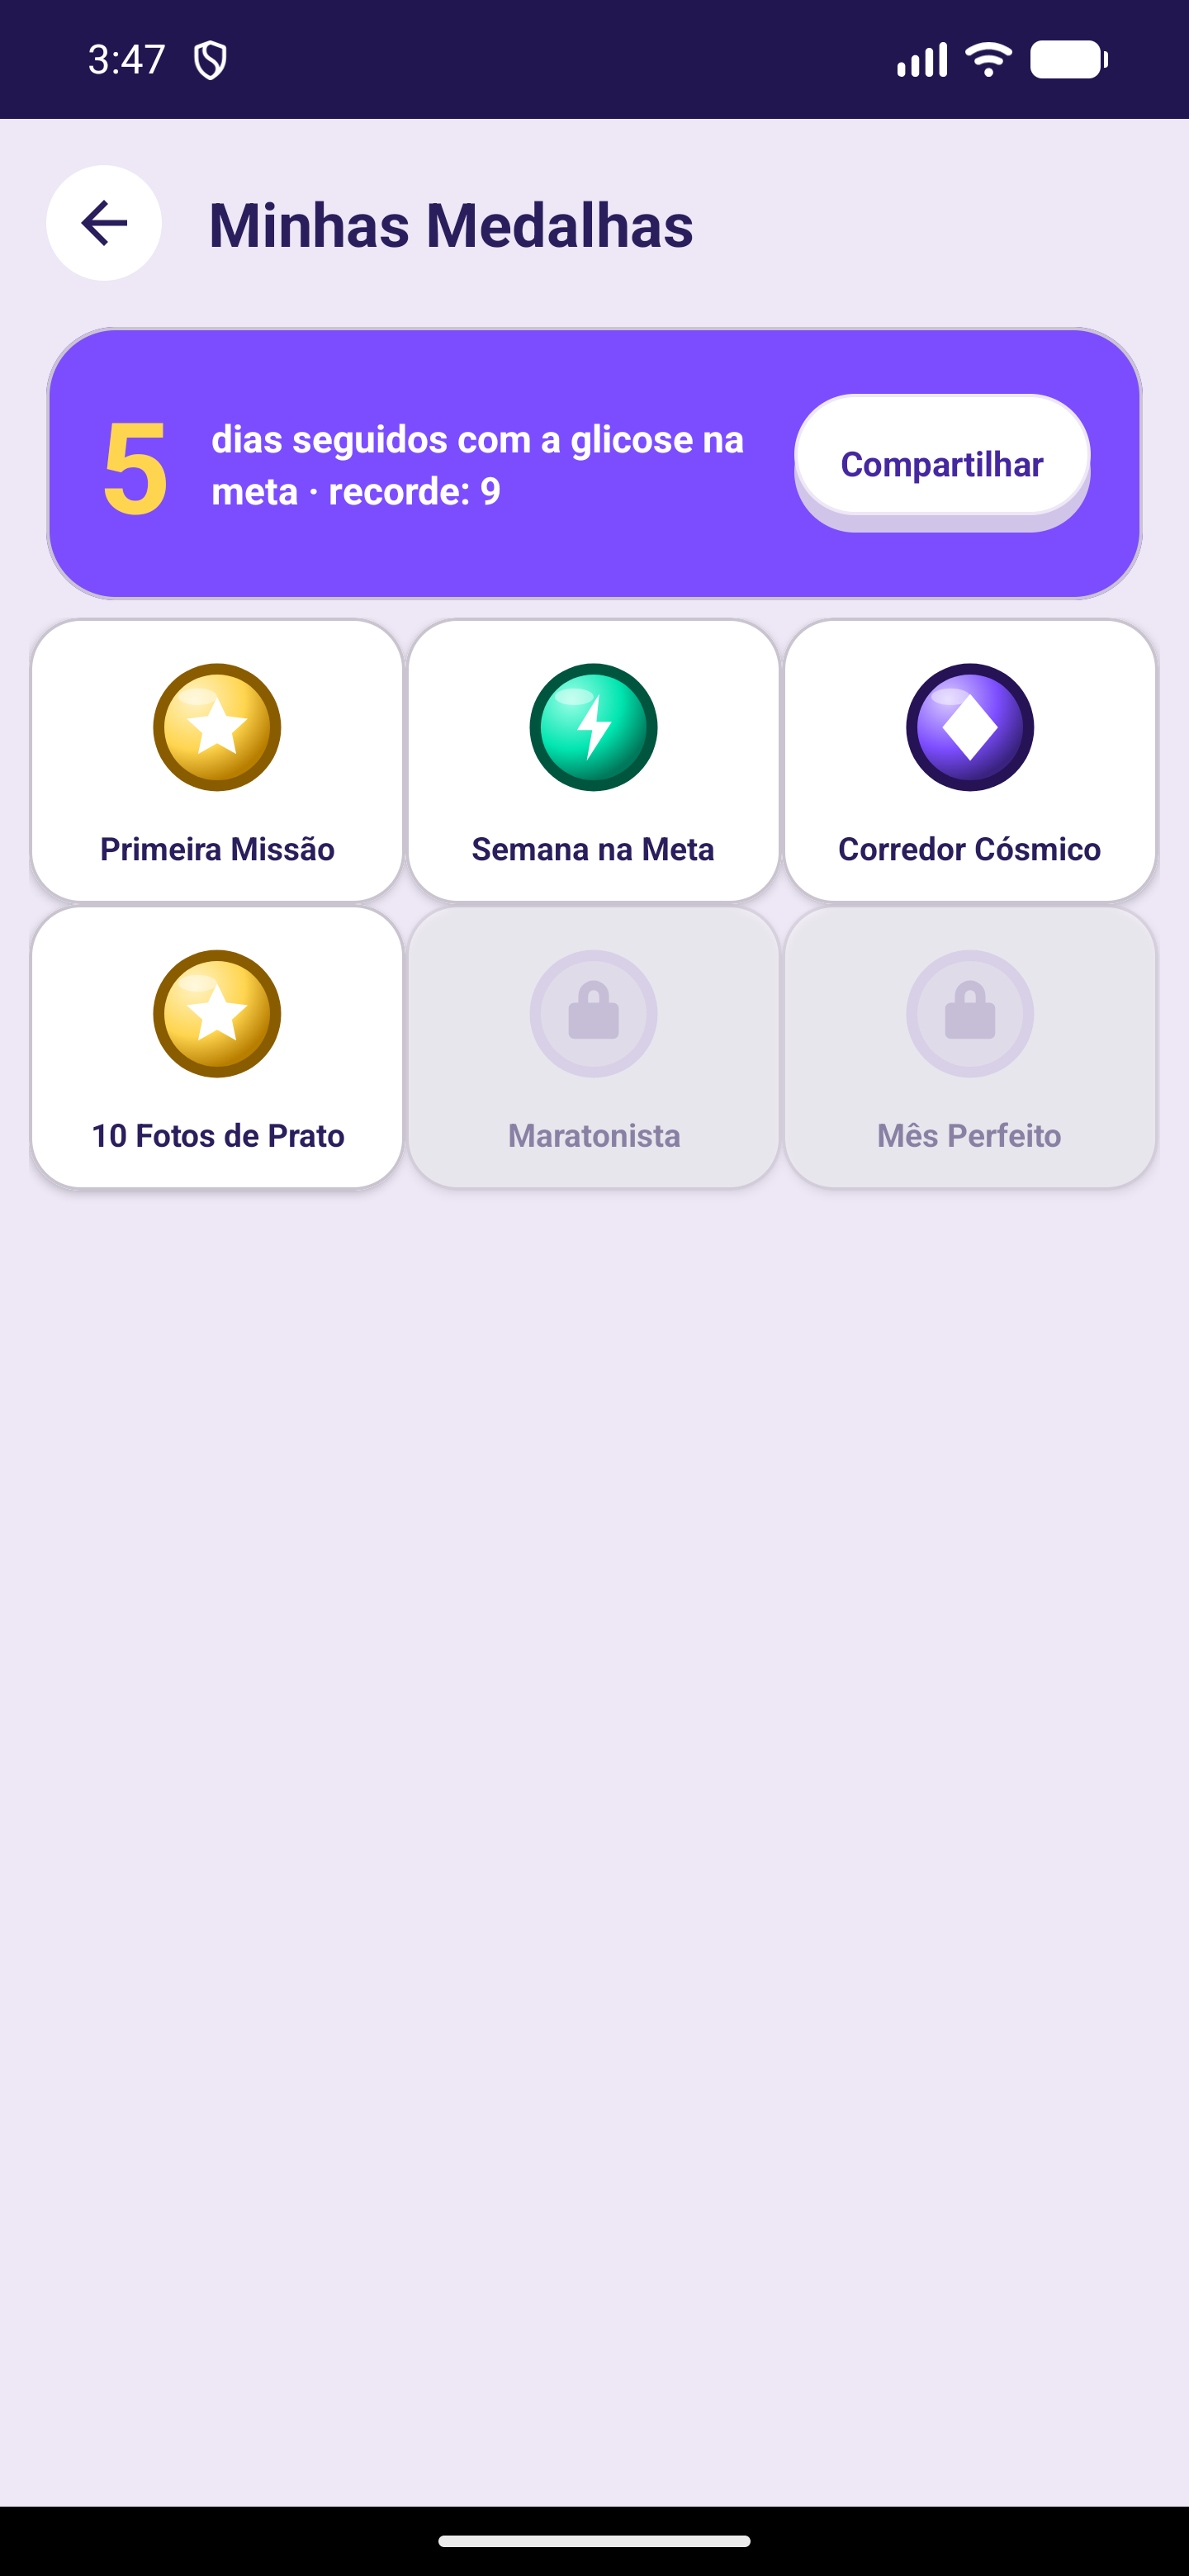 3:47
Minhas Medalhas
5
dias seguidos com a glicose na
meta · recorde: 9
Compartilhar
Primeira Missão
Semana na Meta
Corredor Cósmico
10 Fotos de Prato
Maratonista
Mês Perfeito